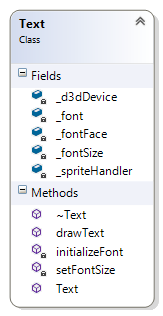 Text
Class
Fields
_d3dDevice
_font
_fontFace
_fontSize
_spriteHandler
Methods
~Text
drawText
initializeFont
setFontSize
Text